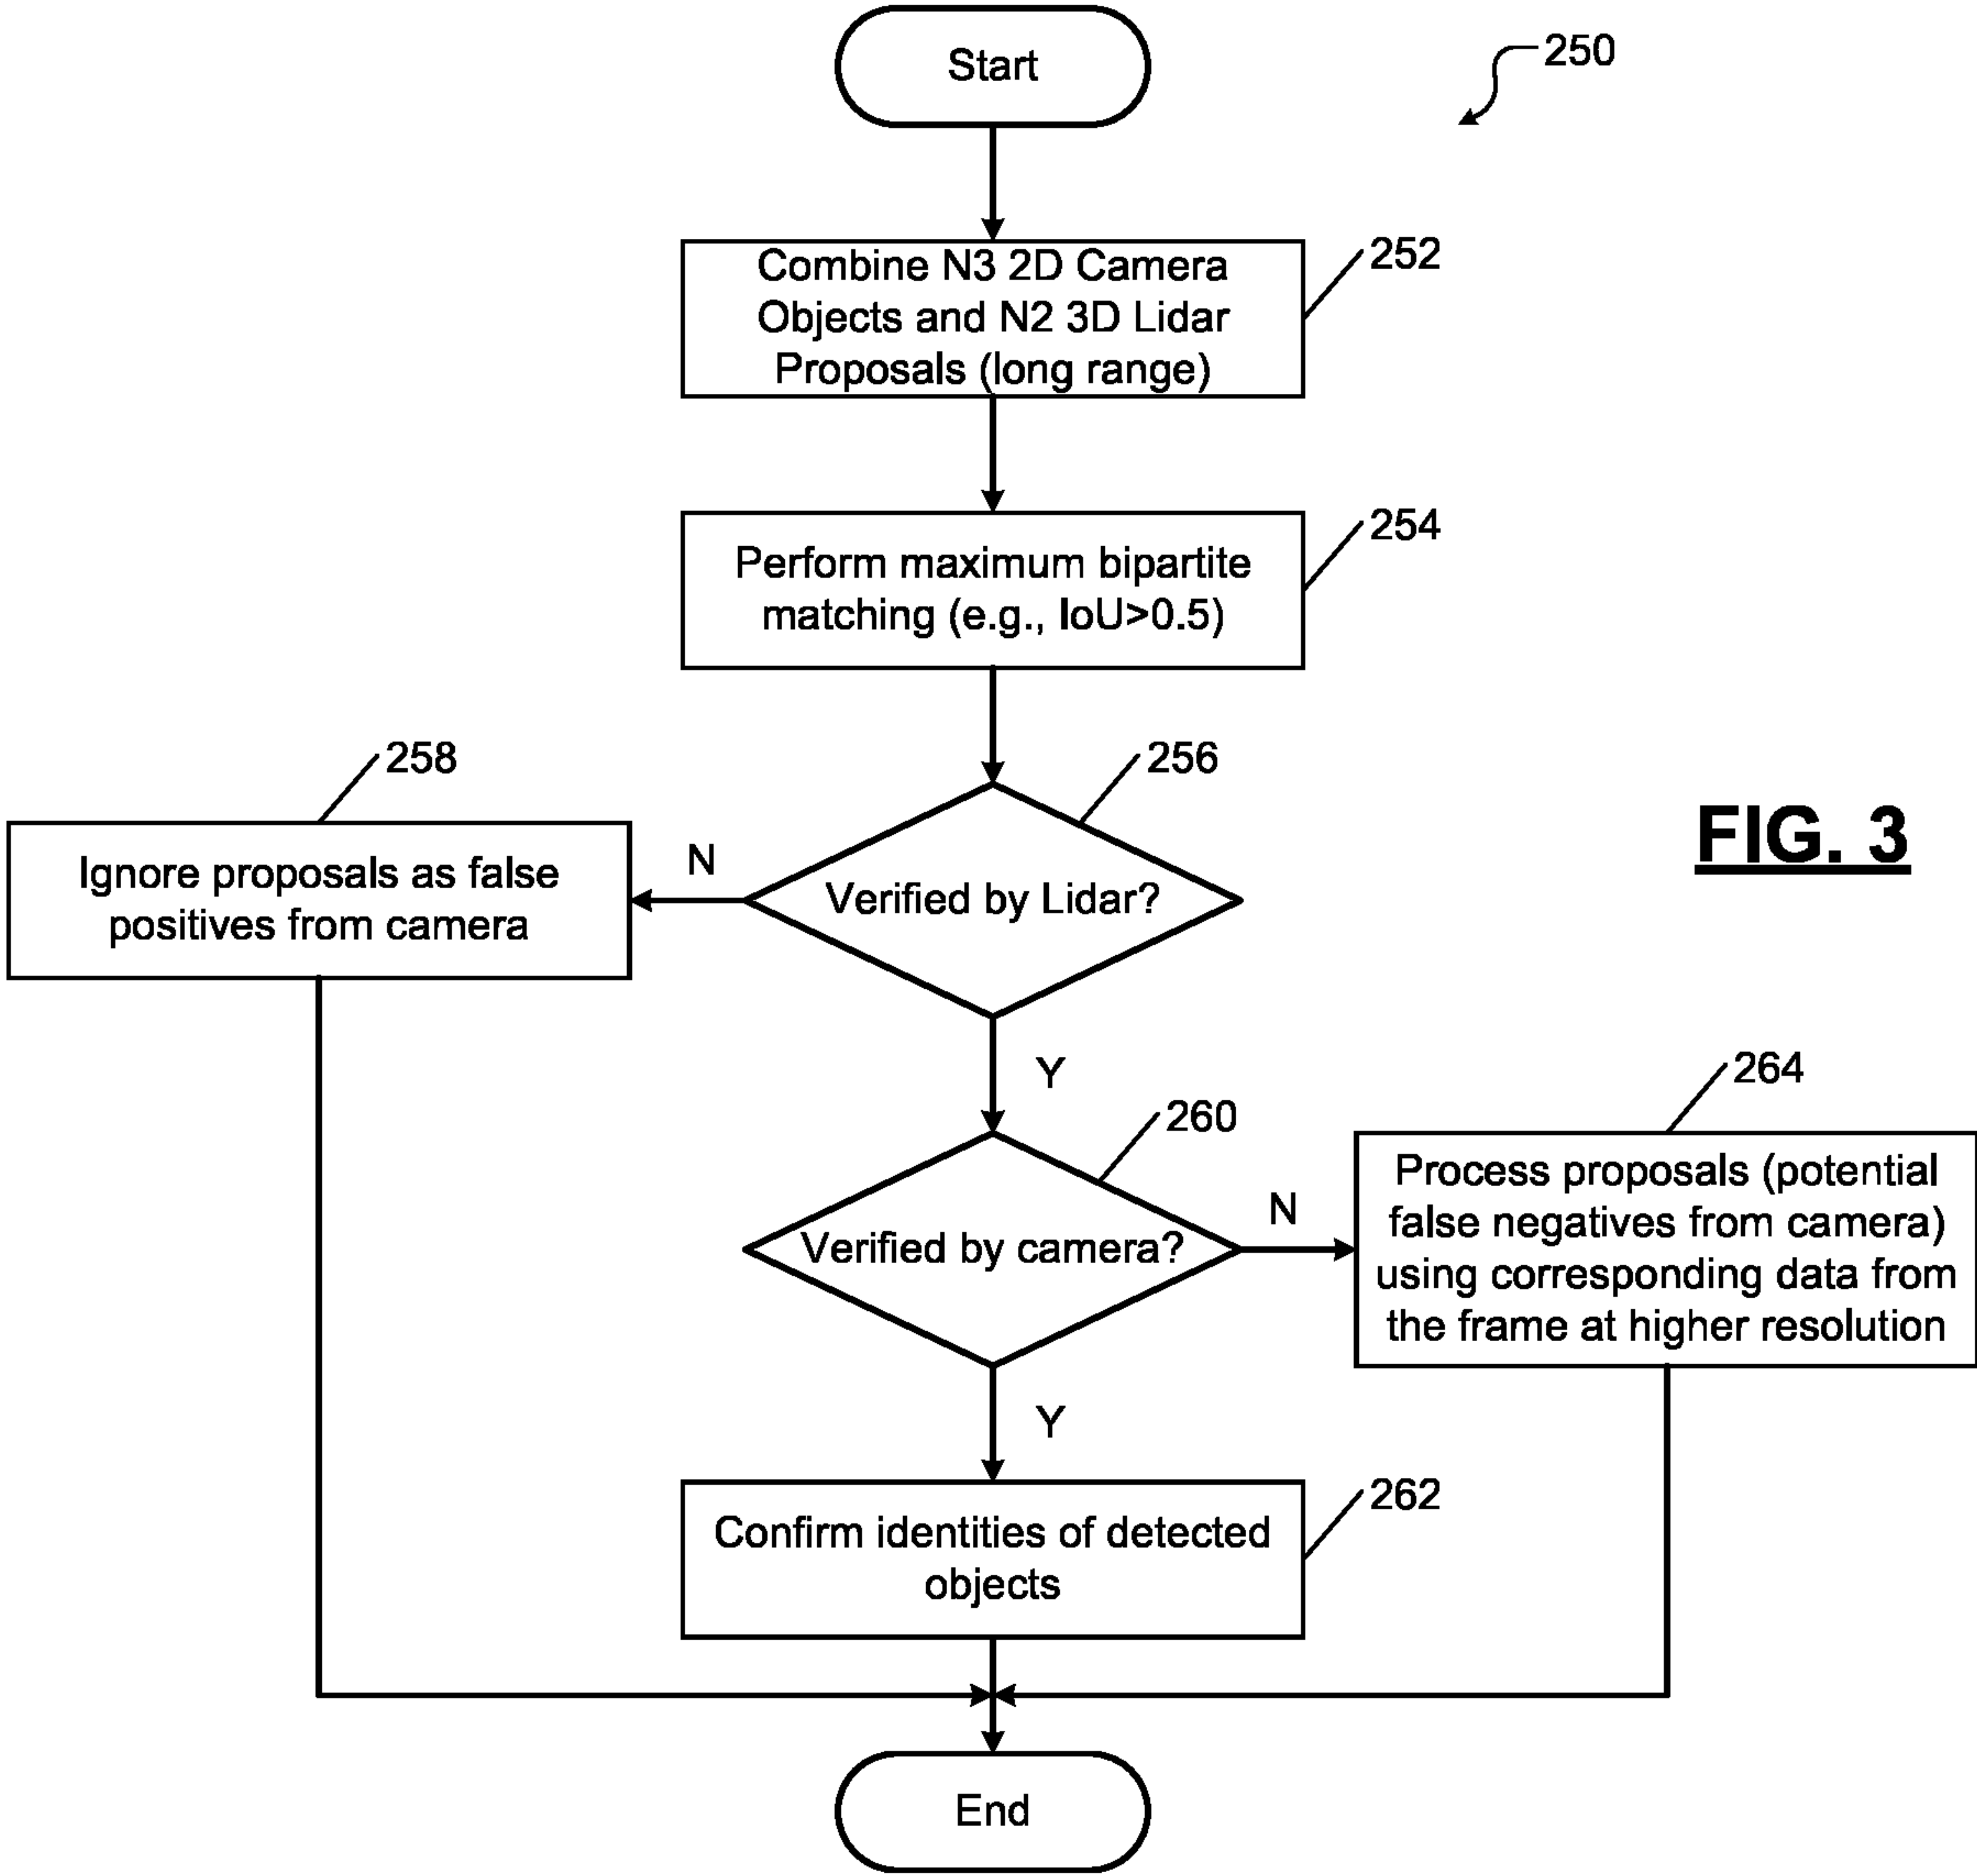 Start
250
Combine N3 2D Camera
Objects and N2 3D Lidar
Proposals (long range)
252
Perform maximum bipartite
matching (e.g., IoU>0.5)
254
258
256
Ignore proposals as false
positives from camera
N
Verified by Lidar?
FIG. 3
Y
260
264
Verified by camera?
N
Process proposals (potential
false negatives from camera)
using corresponding data from
the frame at higher resolution
Y
262
Confirm identities of detected
objects
End